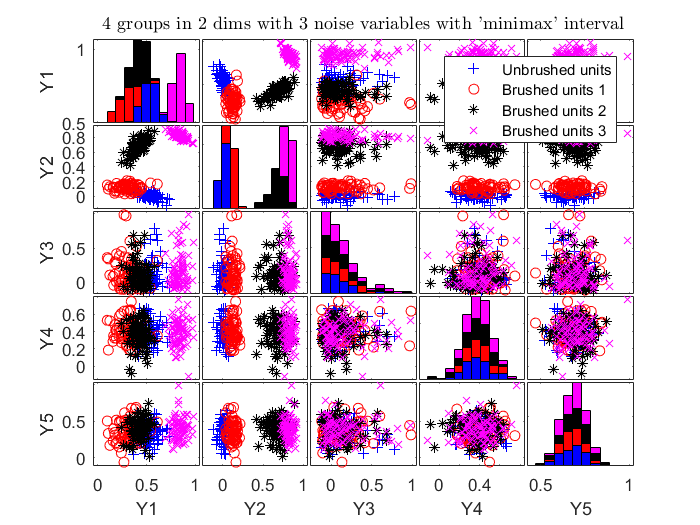 4 groups in 2 dims with 3 noise variables with 'minimax' interval
Unbrushed units
Brushed units 1
Brushed units 2
Brushed units 3
1
Y1
0.5
0.8
0.6
0.4
0.2
0
Y2
0.5
0
Y3
0.6
0.4
0.2
0
Y4
0.5
0
Y5
0 0.5 1 0 0.5 1 0 0.5 1 0 0.4 0.5 1
Y1 Y2 Y3 Y4 Y5